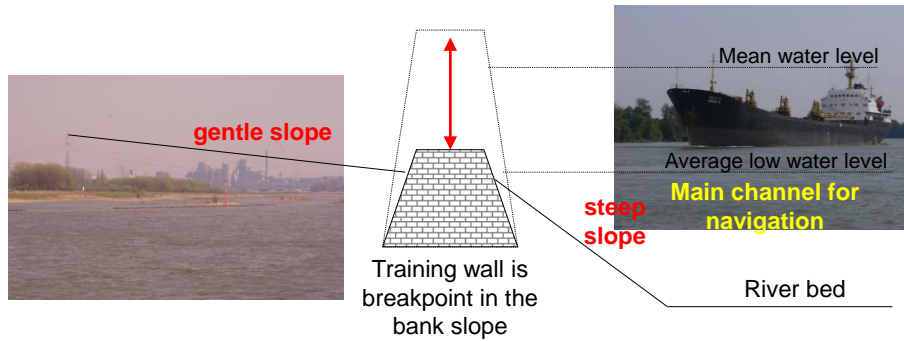 Mean water level
gentle slope
Average low water level
steep
slope
Main channel for
navigation
Training wall is
breakpoint in the
bank slope
River bed